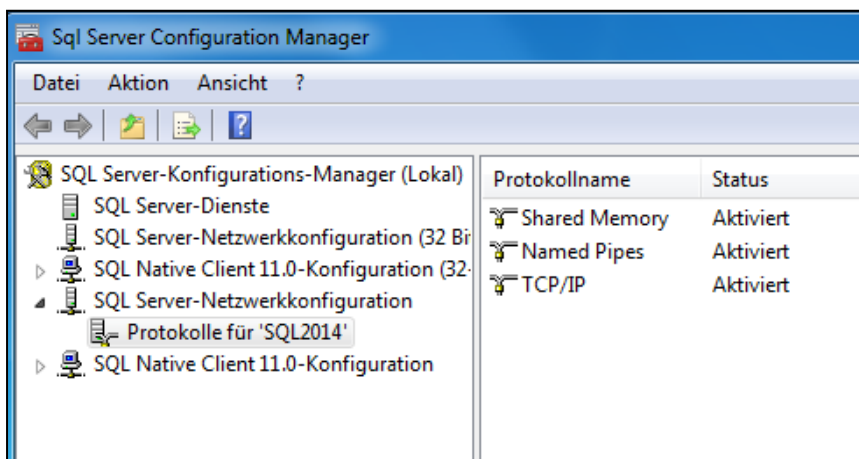 Sql Server Configuration Manager
Datei Aktion Ansicht ?
SQL Server-Konfigurations-Manager (Lokal)
SQL Server-Dienste
SQL Server-Netzwerkkonfiguration (32 Bi
SQL Native Client 11.0-Konfiguration (32-
SQL Server-Netzwerkkonfiguration
Protokolle für 'SQL2014'
SQL Native Client 11.0-Konfiguration
Protokollname Status
Shared Memory Aktiviert
Named Pipes Aktiviert
TCP/IP Aktiviert